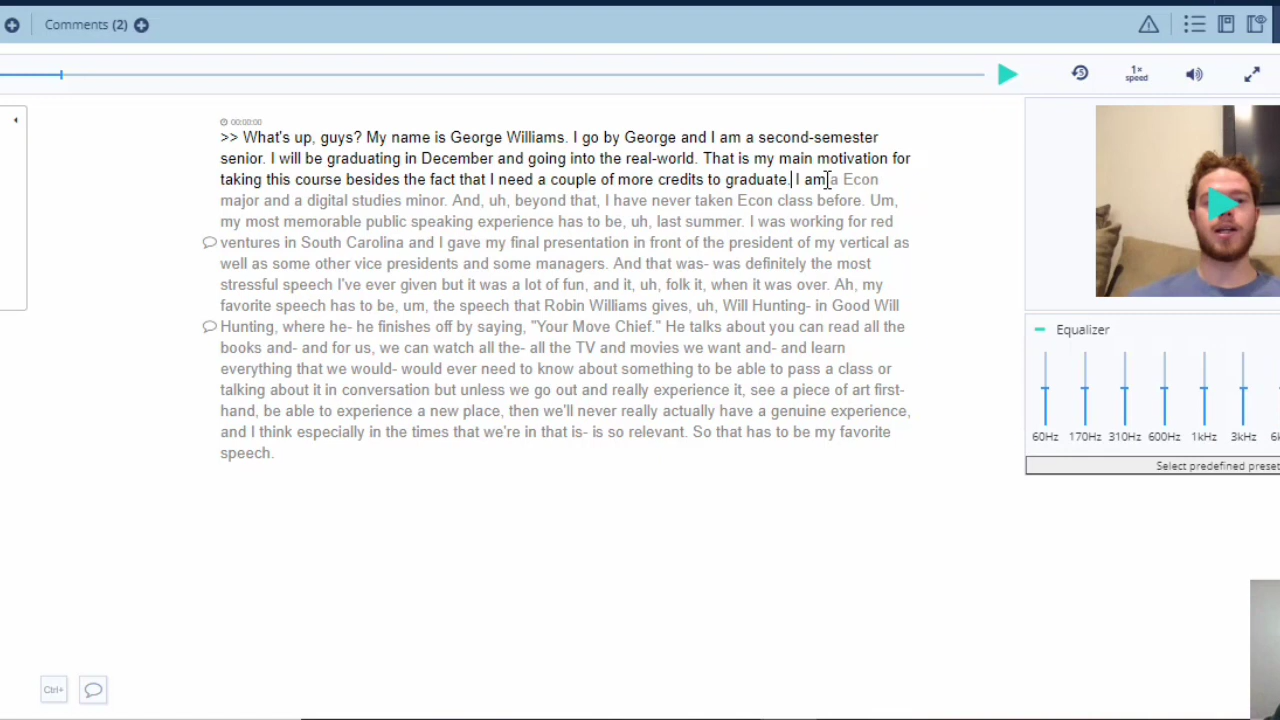 Comments (2)
5
1x
speed
00:00:00
>> What's up, guys? My name is George Williams. I go by George and I am a second-semester
senior. I will be graduating in December and going into the real-world. That is my main motivation for
taking this course besides the fact that I need a couple of more credits to graduate. I am a Econ
major and a digital studies minor. And, uh, beyond that, I have never taken Econ class before. Um,
my most memorable public speaking experience has to be, uh, last summer. I was working for red
ventures in South Carolina and I gave my final presentation in front of the president of my vertical as
well as some other vice presidents and some managers. And that was- was definitely the most
stressful speech I've ever given but it was a lot of fun, and it, uh, folk it, when it was over. Ah, my
favorite speech has to be, um, the speech that Robin Williams gives, uh, Will Hunting- in Good Will
Hunting, where he- he finishes off by saying, "Your Move Chief." He talks about you can read all the
books and- and for us, we can watch all the- all the TV and movies we want and- and learn
everything that we would- would ever need to know about something to be able to pass a class or
talking about it in conversation but unless we go out and really experience it, see a piece of art first-
hand, be able to experience a new place, then we'll never really actually have a genuine experience,
and I think especially in the times that we're in that is- is so relevant. So that has to be my favorite
speech.
Equalizer
60Hz 170Hz 310Hz 600Hz 1kHz 3kHz 6k
Select predefined preset
Ctrl+